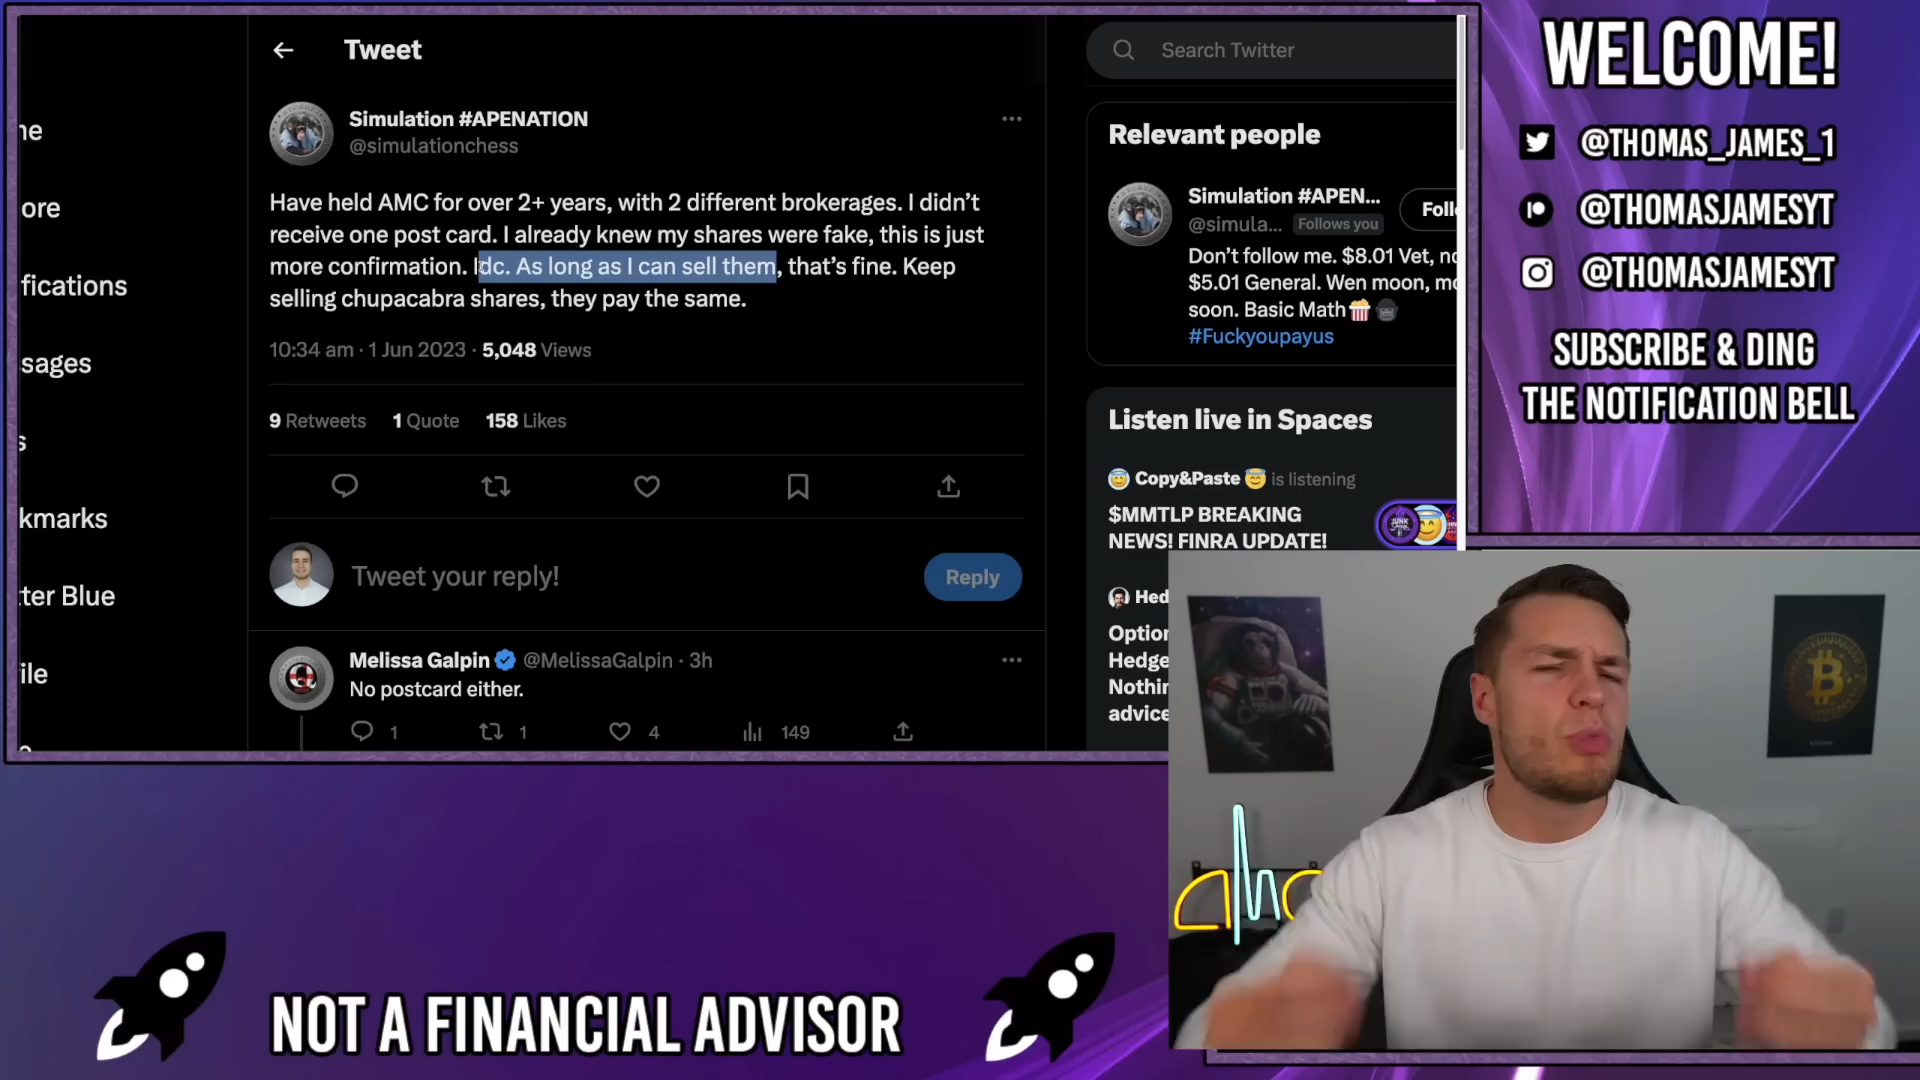 Tweet
Simulation #APENATION
@simulationchess
Have held AMC for over 2+ years, with 2 different brokerages. I didn't
receive one post card. I already knew my shares were fake, this is just
more confirmation. Idc. As long as I can sell them, that's fine. Keep
selling chupacabra shares, they pay the same.
10:34 am · 1 Jun 2023 · 5,048 Views
9 Retweets 1 Quote 158 Likes
Tweet your reply!
Reply
Melissa Galpin @MelissaGalpin · 3h
No postcard either.
1 1 4 149
ne
ore
fications
sages
s
kmarks
tter Blue
ile
Search Twitter
Relevant people
Simulation #APEN...
@simula... Follows you
Foll
Don't follow me. $8.01 Vet, no
$5.01 General. Wen moon, mo
soon. Basic Math
#Fuckyoupayus
Listen live in Spaces
Copy&Paste is listening
$MMTLP BREAKING
NEWS! FINRA UPDATE!
JUNK
Hed
Option
Hedge
Nothin
advice
WELCOME!
@THOMAS_JAMES_1
@THOMASJAMESYT
@THOMASJAMESYT
SUBSCRIBE & DING
THE NOTIFICATION BELL
NOT A FINANCIAL ADVISOR